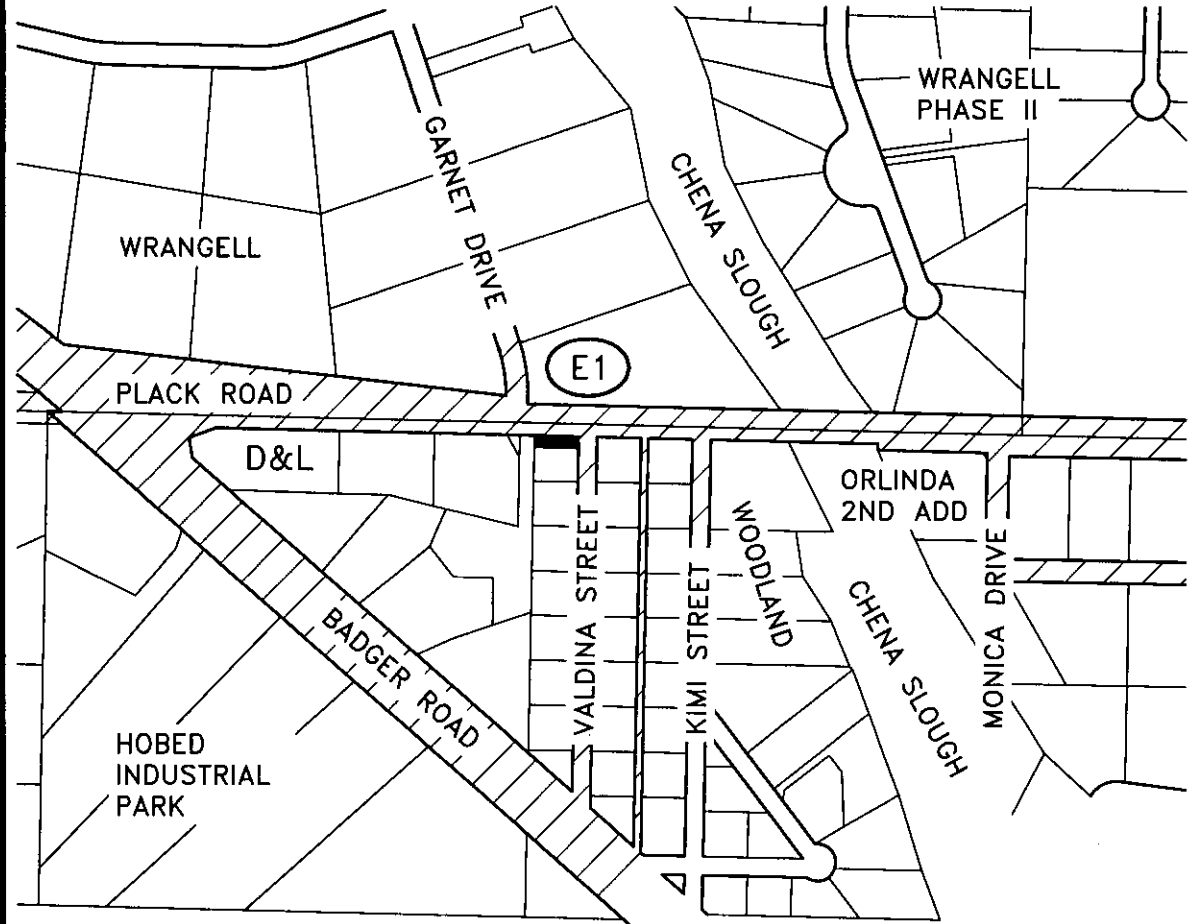 WRANGELL
PHASE II
GARNET DRIVE
CHENA SLOUGH
WRANGELL
E1
PLACK ROAD
D&L
ORLINDA
2ND ADD
VALDINA STREET
KIMI STREET
WOODLAND
MONICA DRIVE
CHENA SLOUGH
BADGER ROAD
HOBED
INDUSTRIAL
PARK